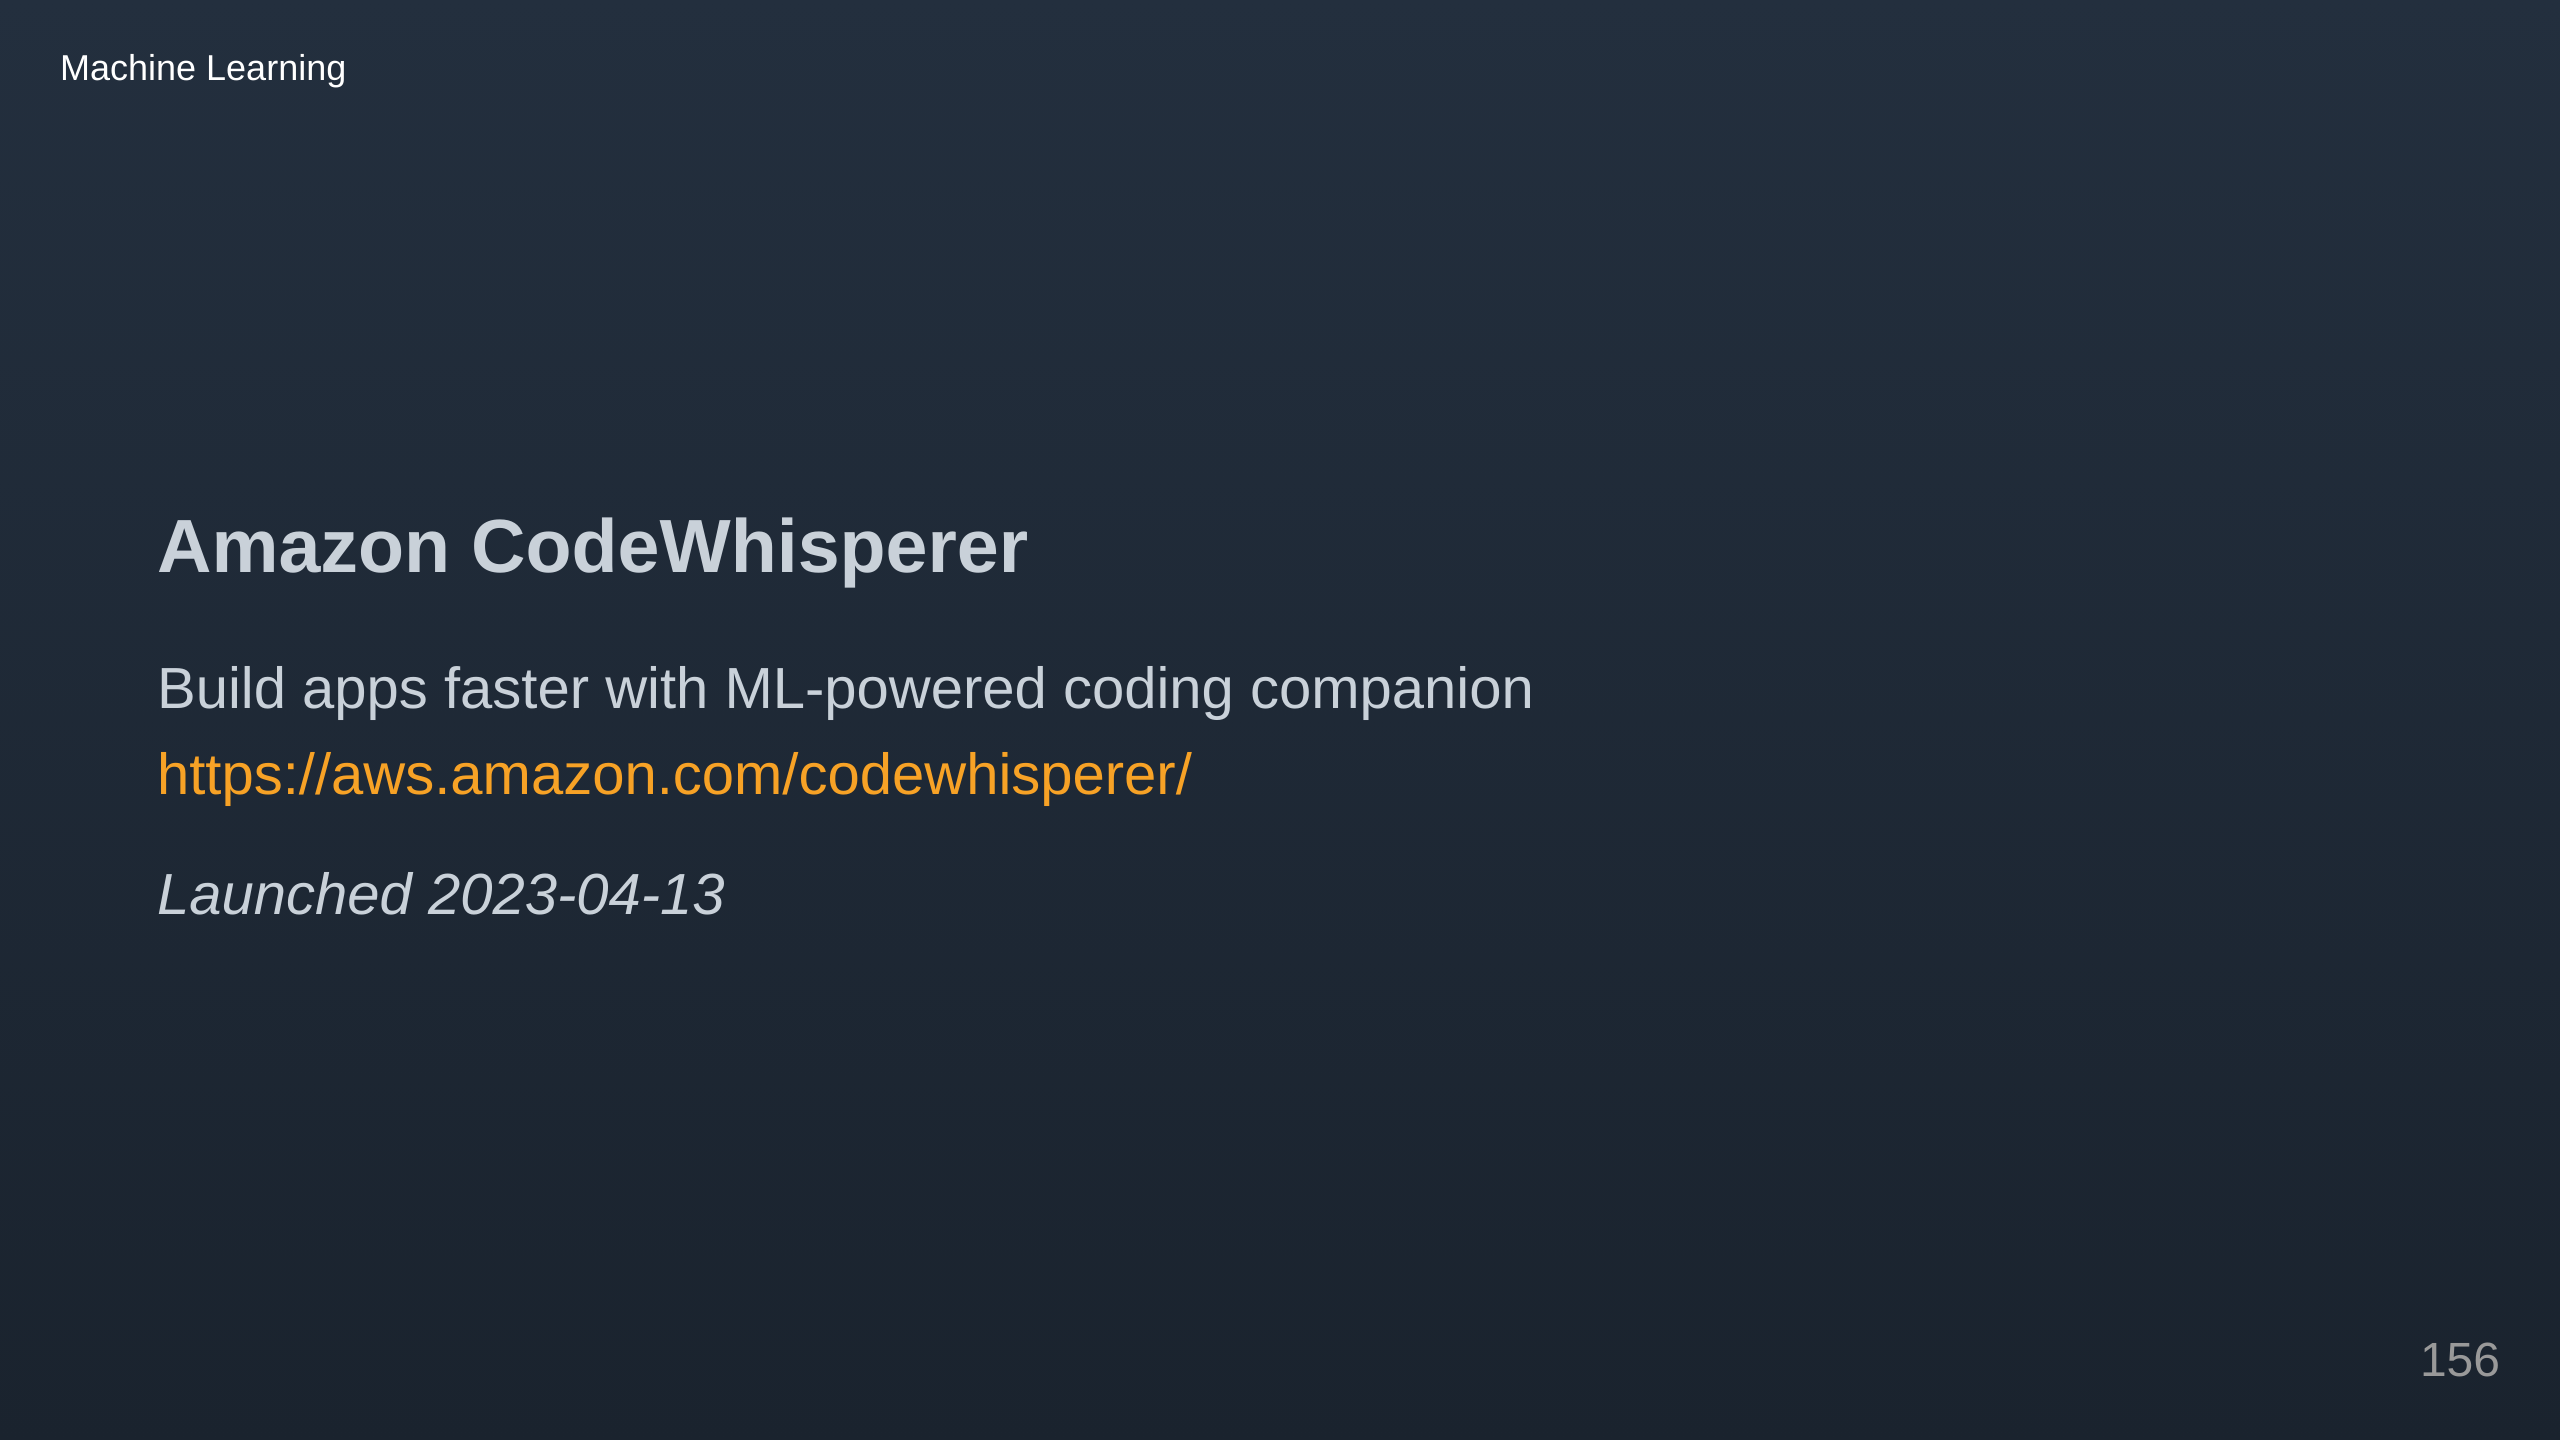 Machine Learning
Amazon CodeWhisperer
Build apps faster with ML-powered coding companion
https://aws.amazon.com/codewhisperer/
Launched 2023-04-13
156